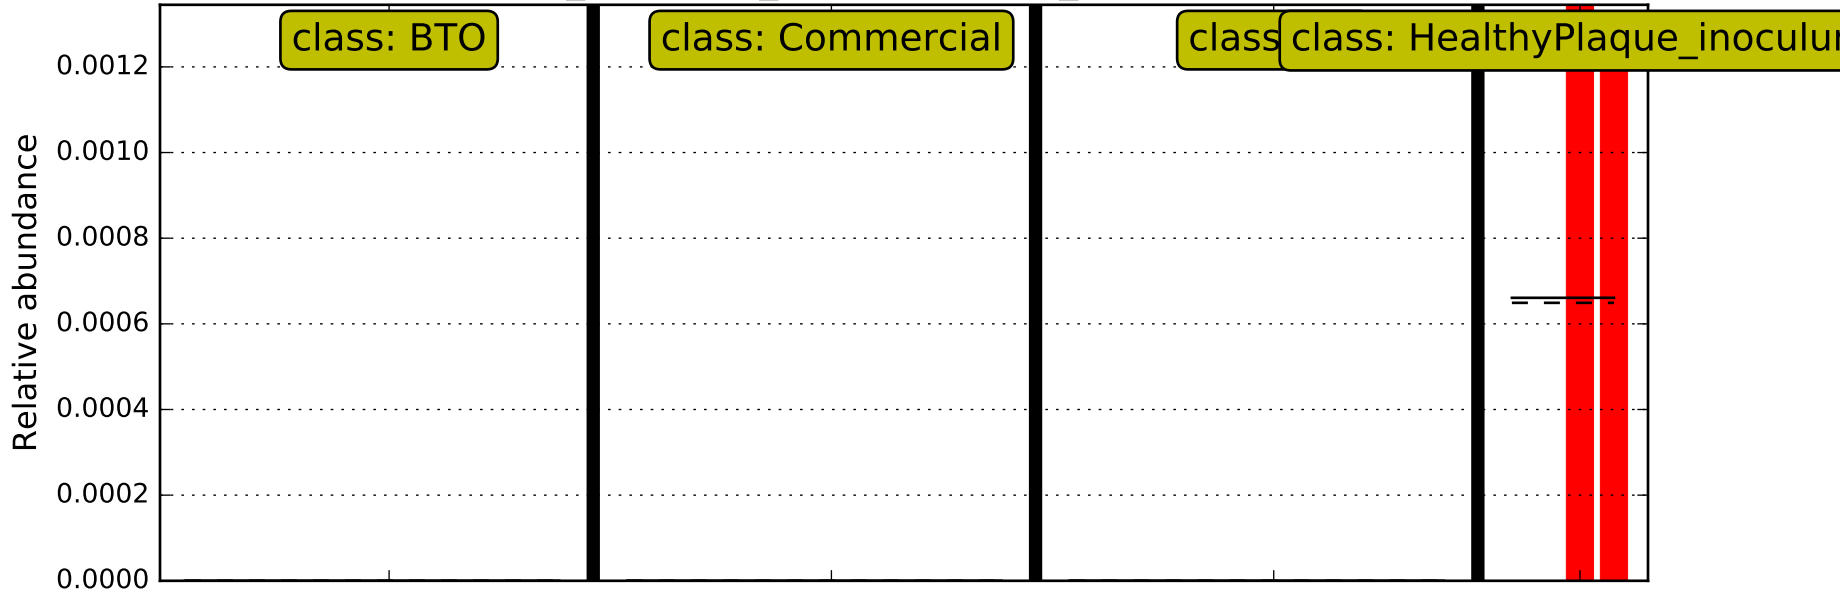 class: BTO
class: Commercial
class
class: HealthyPlaque_inoculu
0.0012
0.0010
0.0008
0.0006
0.0004
0.0002
0.0000
Relative abundance